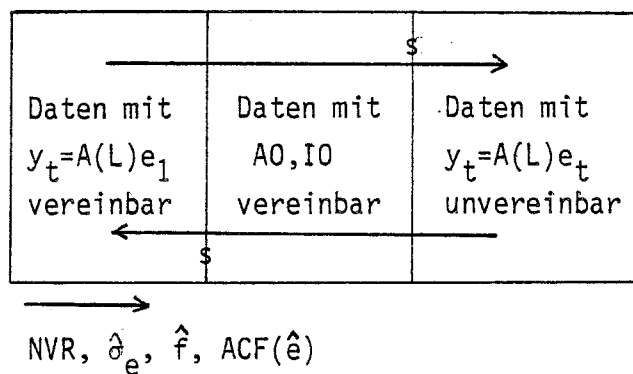 s
Daten mit Daten mit Daten mit
y_t=A(L)e_1 AO,IO y_t=A(L)e_t
vereinbar vereinbar unvereinbar
s
NVR, σ̂_e, f̂, ACF(ê)